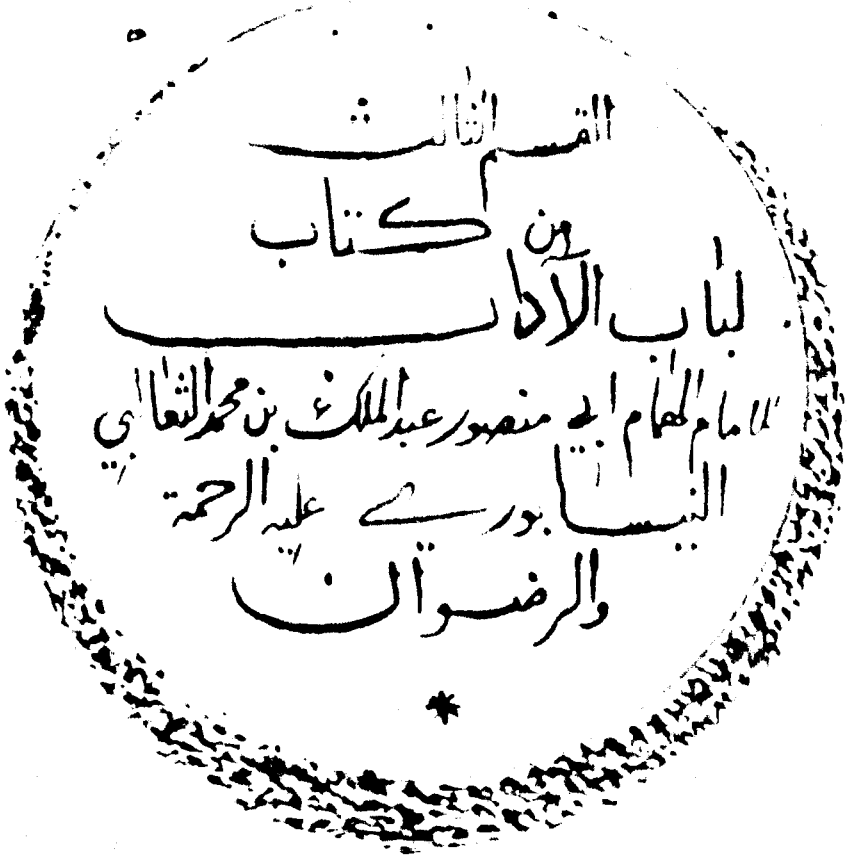 القسم الثالث
من كتاب
لباب الآداب
للامام الهمام ابي منصور عبد الملك بن محمد الثعالبي
النيسابوري عليه الرحمة
والرضوان